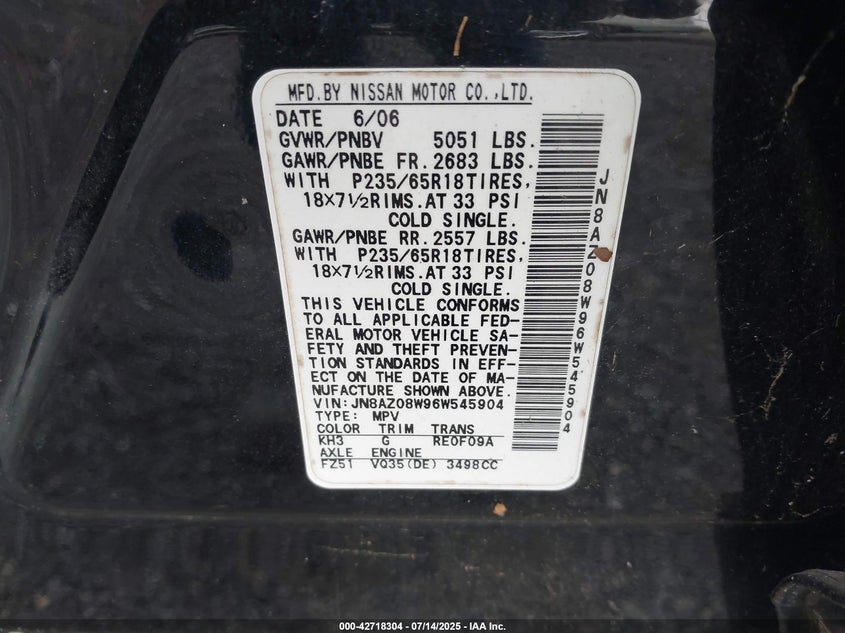 MFD.BY NISSAN MOTOR CO.,LTD.
DATE 6/06
GVWR/PNBV 5051 LBS.
GAWR/PNBE FR.2683 LBS.
WITH P235/65R18TIRES,
18×7½RIMS.AT 33 PSI
COLD SINGLE.
GAWR/PNBE RR.2557 LBS.
WITH P235/65R18TIRES,
18×7½RIMS.AT 33 PSI
COLD SINGLE.
THIS VEHICLE CONFORMS
TO ALL APPLICABLE FED-
ERAL MOTOR VEHICLE SA-
FETY AND THEFT PREVEN-
TION STANDARDS IN EFF-
ECT ON THE DATE OF MA-
NUFACTURE SHOWN ABOVE.
VIN:JN8AZ08W96W545904
TYPE: MPV
COLOR TRIM TRANS
KH3 G RE0F09A
AXLE ENGINE
FZ51 VQ35(DE) 3498CC
JN8AZ08W96W545904
000-42718304 | 07/14/2025 - IAA Inc.